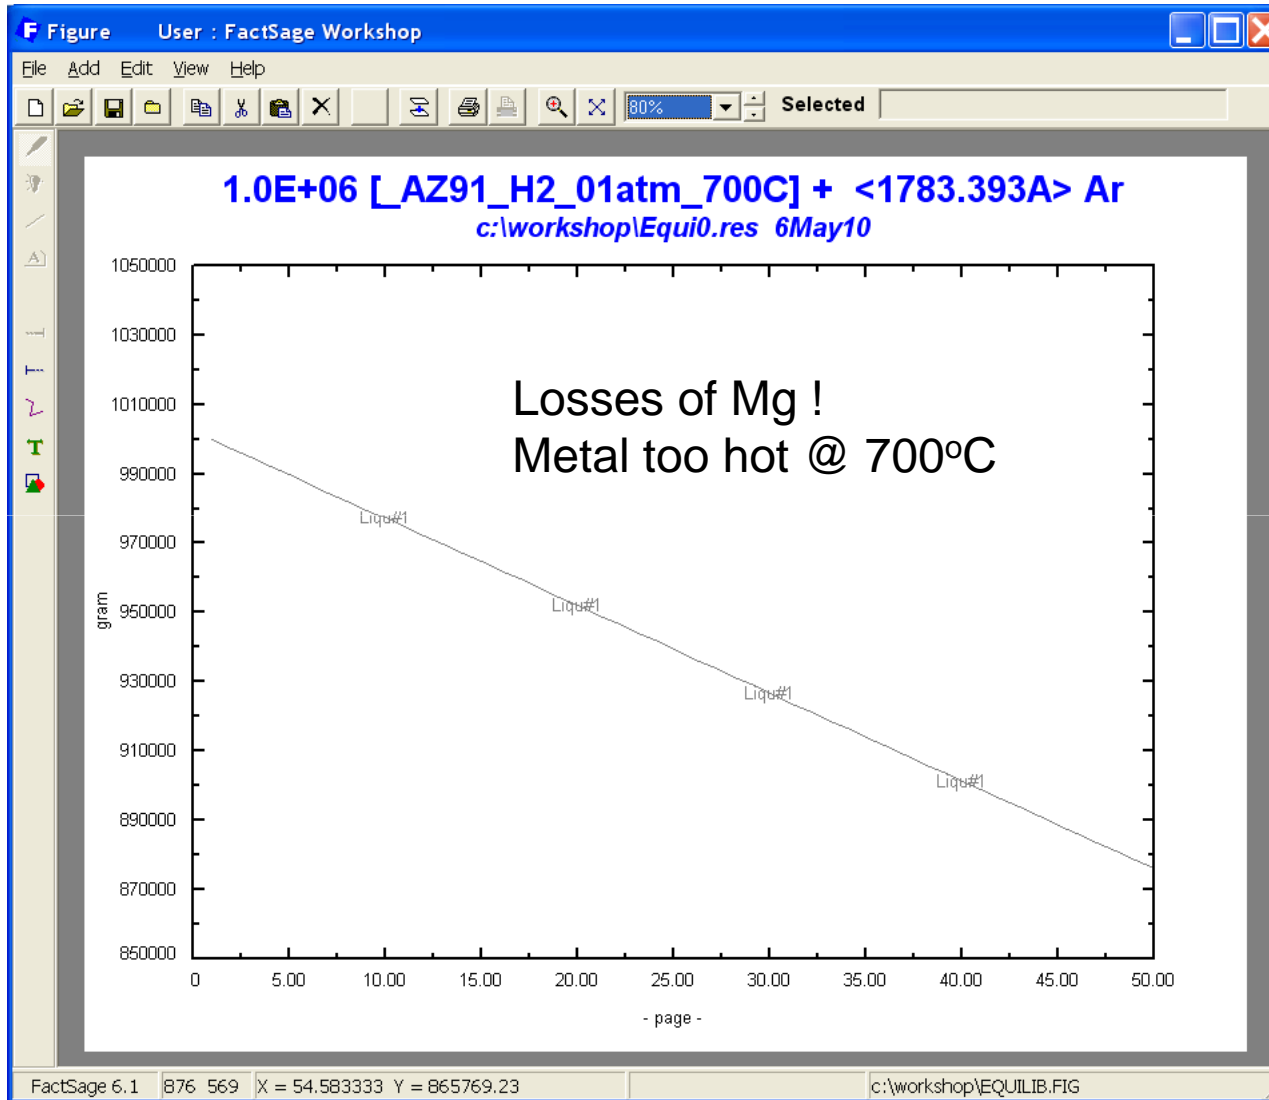 Figure User : FactSage Workshop
File Add Edit View Help
80% Selected
1.0E+06 [_AZ91_H2_01atm_700C] + <1783.393A> Ar
c:\workshop\Equi0.res 6May10
1050000
1030000
1010000
990000
970000
950000
930000
910000
890000
870000
850000
gram
Losses of Mg !
Metal too hot @ 700°C
Liqu#1
Liqu#1
Liqu#1
Liqu#1
0 5.00 10.00 15.00 20.00 25.00 30.00 35.00 40.00 45.00 50.00
- page -
FactSage 6.1 876 569 X = 54.583333 Y = 865769.23 c:\workshop\EQUILIB.FIG